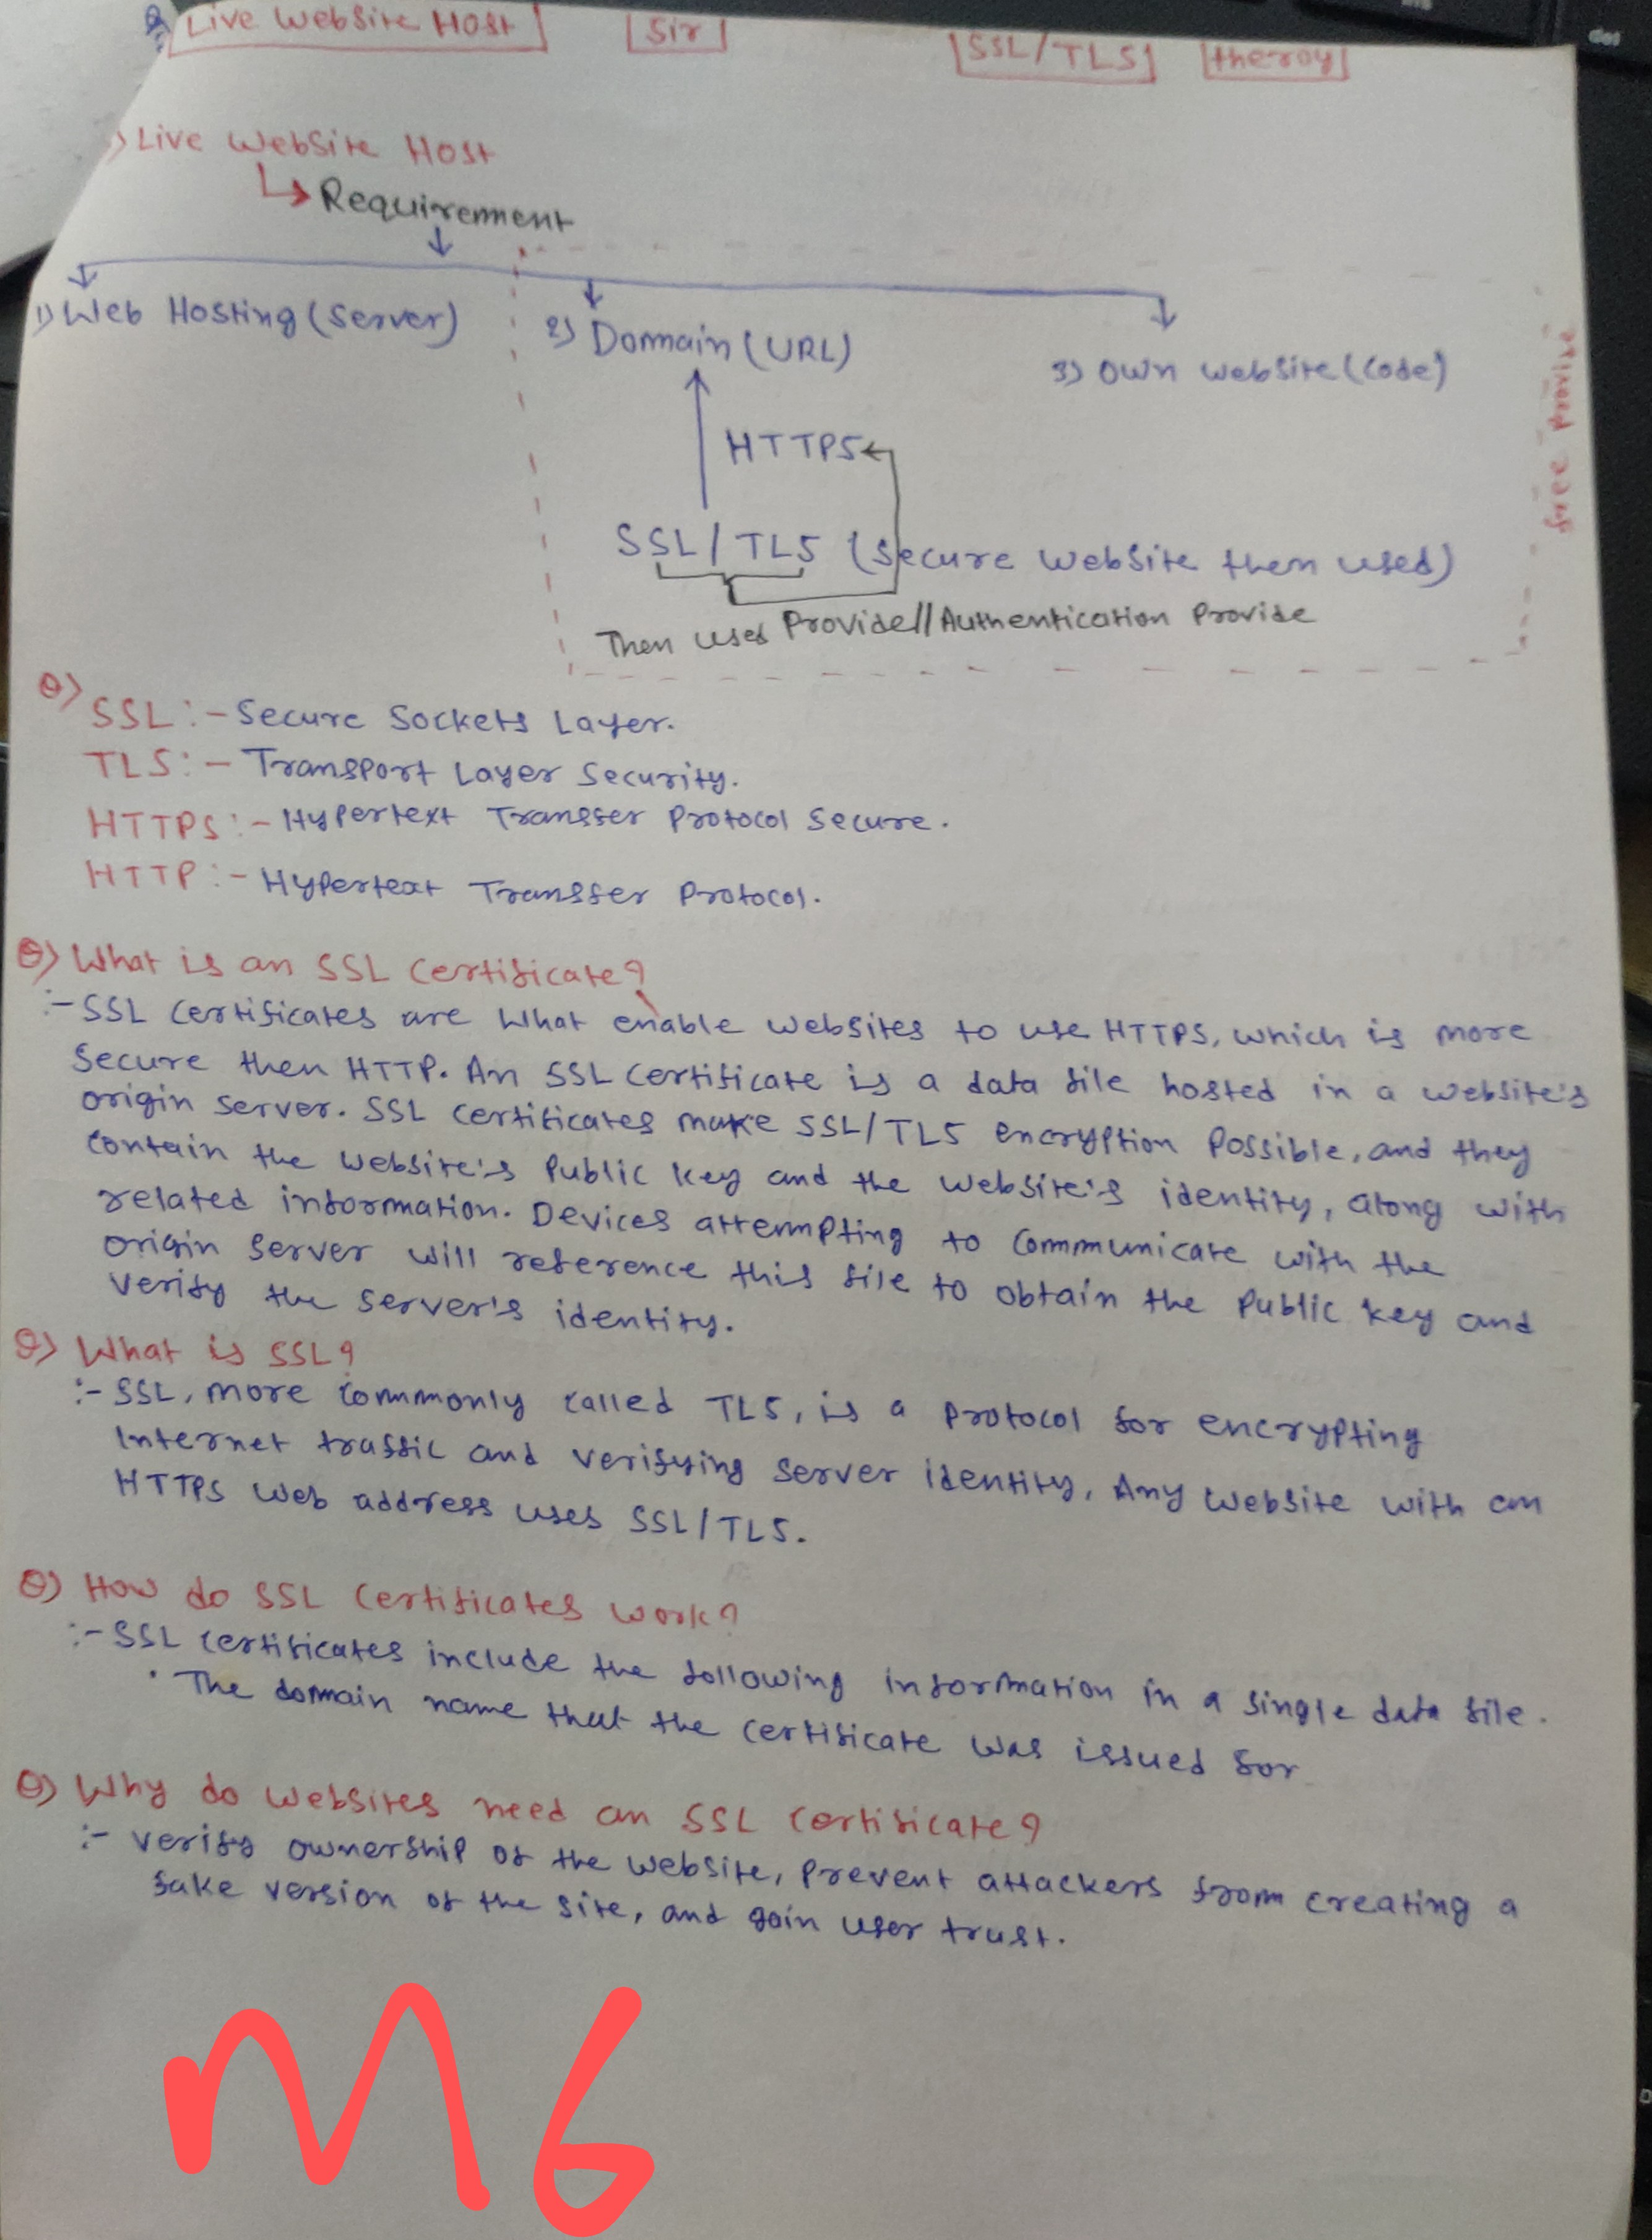 Live Website Host Sir SSL/TLS theroy
Live Website Host
Requirement
1) Web Hosting (Server)
2) Domain (URL)
3) Own Website (Code)
HTTPS
SSL/TLS (Secure Website then used)
Then used Provide//Authentication Provide
free Provide
Q)
SSL :- Secure Sockets Layer.
TLS :- Transport Layer Security.
HTTPS :- Hypertext Transfer Protocol Secure.
HTTP :- Hypertext Transfer Protocol.
Q) What is an SSL Certificate?
:- SSL Certificates are What enable Websites to use HTTPS, which is more
Secure then HTTP. An SSL Certificate is a data file hosted in a website's
origin Server. SSL Certificates make SSL/TLS encryption Possible, and they
Contain the Website's Public Key and the Website's identity, along with
related information. Devices attempting to Communicate with the
origin Server will reference this file to obtain the Public key and
Verify the Server's identity.
Q) What is SSL?
:- SSL, more Commonly Called TLS, is a Protocol for encrypting
Internet traffic and Verifying Server identity, Any Website with an
HTTPS Web address uses SSL/TLS.
Q) How do SSL Certificates work?
:- SSL Certificates include the following information in a Single data file.
· The domain name that the Certificate was issued for
Q) Why do Websites need an SSL Certificate?
:- Verify ownership of the Website, Prevent attackers from Creating a
fake version of the Site, and gain user trust.
M6